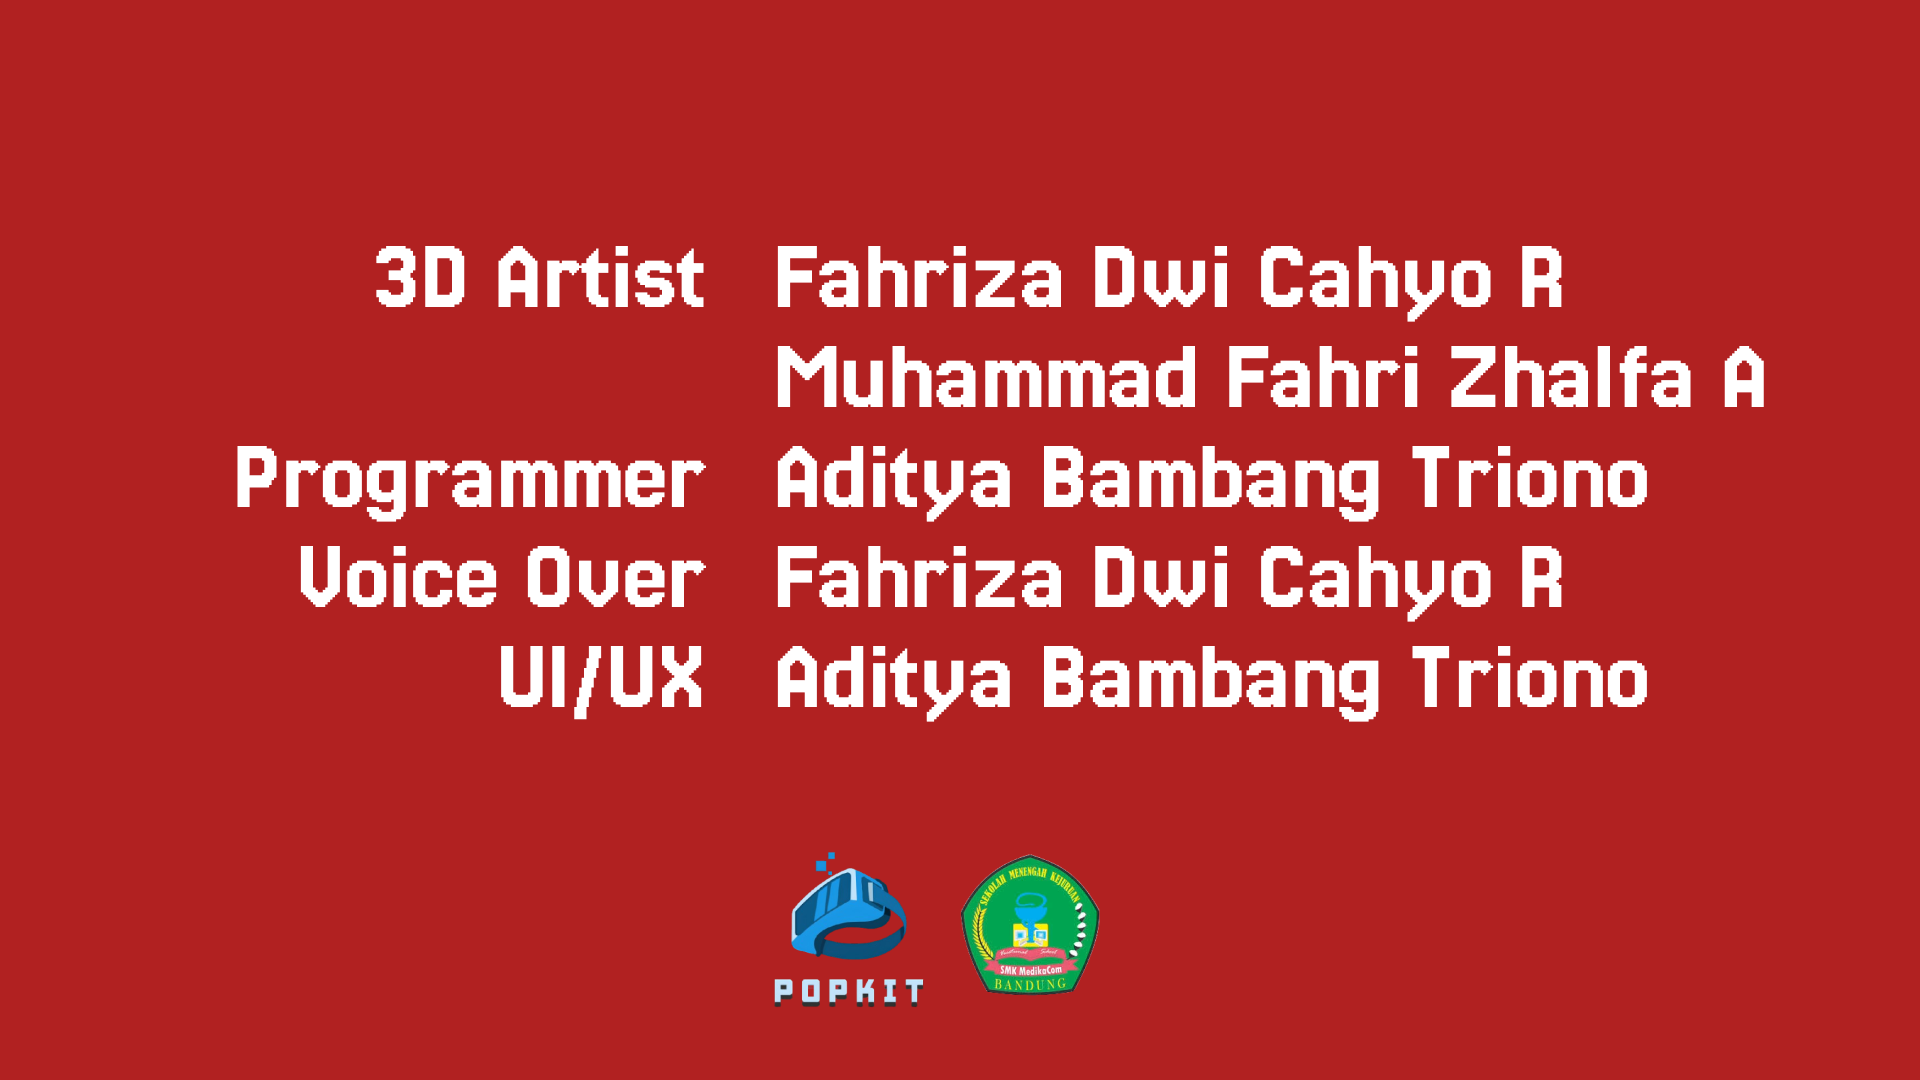 3D Artist Fahriza Dwi Cahyo R
Muhammad Fahri Zhalfa A
Programmer Aditya Bambang Triono
Voice Over Fahriza Dwi Cahyo R
UI/UX Aditya Bambang Triono
POPKIT
SEKOLAH MENENGAH KEJURUAN
SMK MedikaCom
BANDUNG